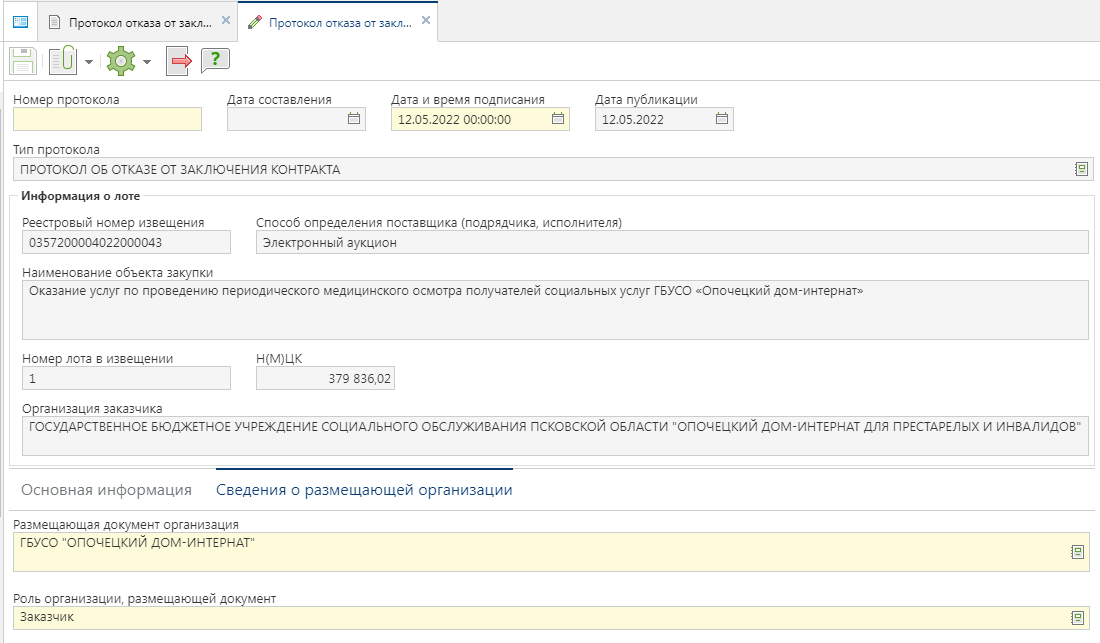 Протокол отказа от закл... Протокол отказа от закл...
?
Номер протокола Дата составления Дата и время подписания Дата публикации
12.05.2022 00:00:00 12.05.2022
Тип протокола
ПРОТОКОЛ ОБ ОТКАЗЕ ОТ ЗАКЛЮЧЕНИЯ КОНТРАКТА
Информация о лоте
Реестровый номер извещения Способ определения поставщика (подрядчика, исполнителя)
0357200004022000043 Электронный аукцион
Наименование объекта закупки
Оказание услуг по проведению периодического медицинского осмотра получателей социальных услуг ГБУСО «Опочецкий дом-интернат»
Номер лота в извещении Н(М)ЦК
1 379 836,02
Организация заказчика
ГОСУДАРСТВЕННОЕ БЮДЖЕТНОЕ УЧРЕЖДЕНИЕ СОЦИАЛЬНОГО ОБСЛУЖИВАНИЯ ПСКОВСКОЙ ОБЛАСТИ "ОПОЧЕЦКИЙ ДОМ-ИНТЕРНАТ ДЛЯ ПРЕСТАРЕЛЫХ И ИНВАЛИДОВ"
Основная информация Сведения о размещающей организации
Размещающая документ организация
ГБУСО "ОПОЧЕЦКИЙ ДОМ-ИНТЕРНАТ"
Роль организации, размещающей документ
Заказчик